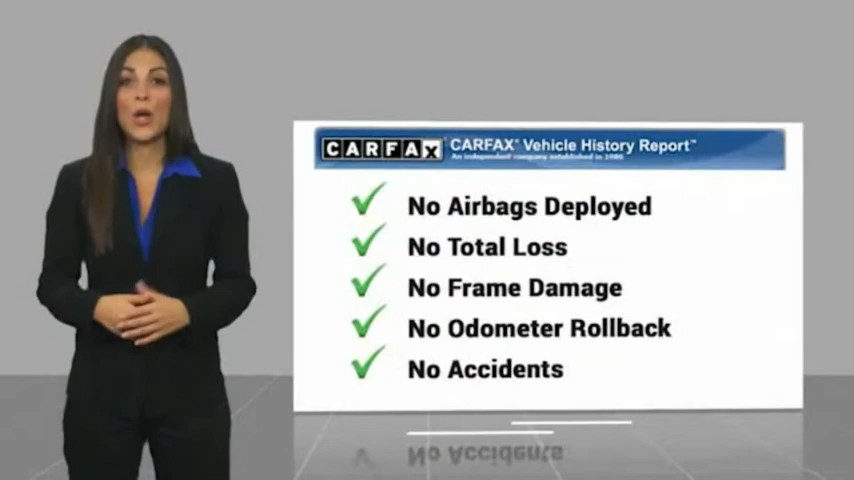 CARFAX CARFAX Vehicle History Report™
An independent company established in 1986
No Airbags Deployed
No Total Loss
No Frame Damage
No Odometer Rollback
No Accidents
No Accidents